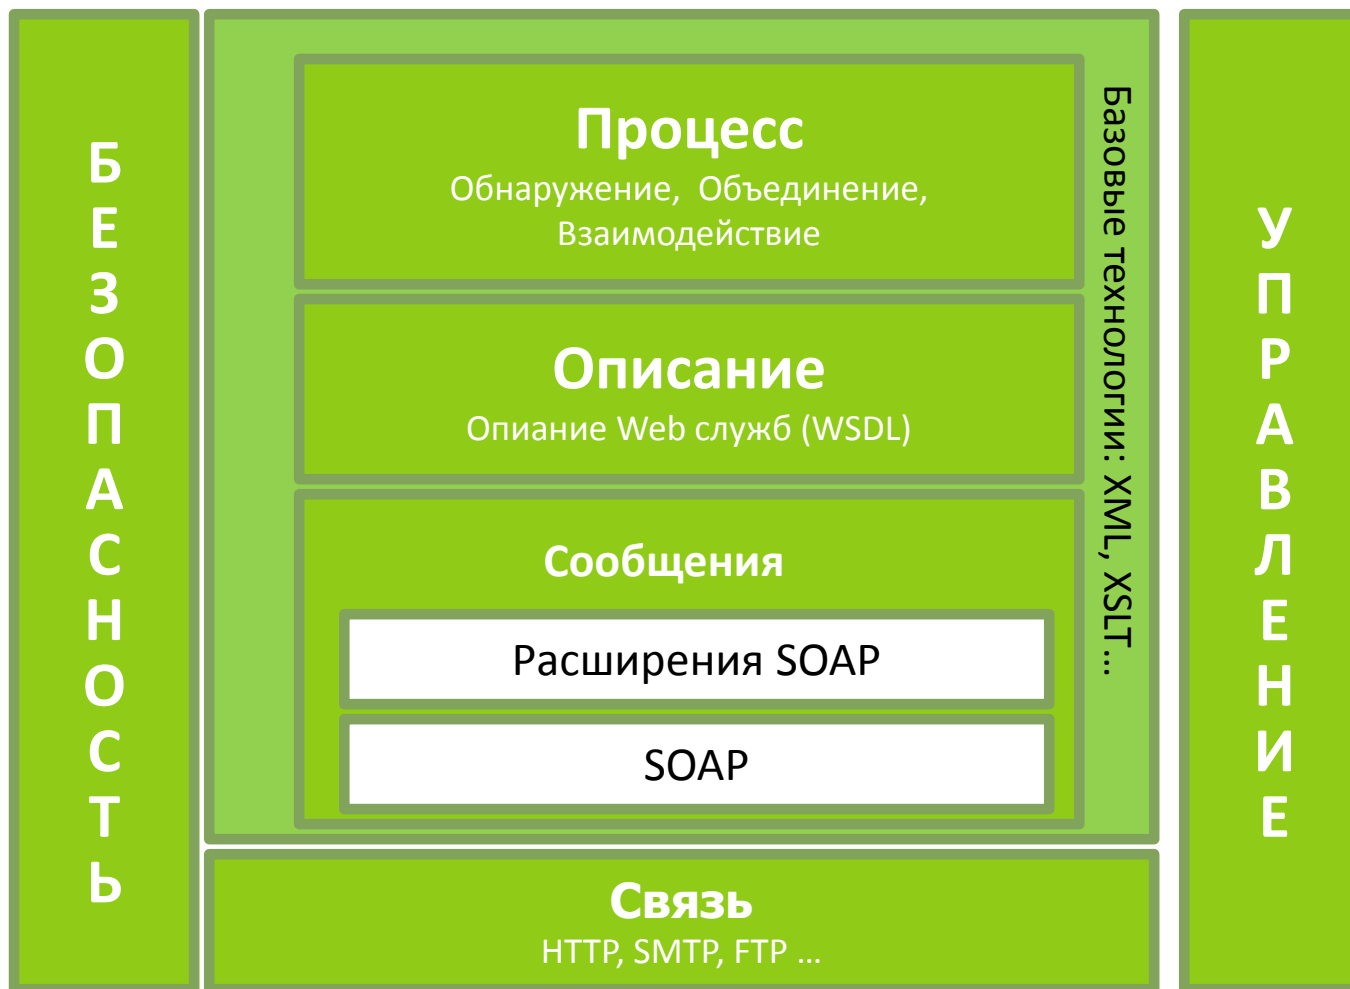 БЕЗОПАСНОСТЬ
Процесс
Обнаружение, Объединение,
Взаимодействие
Описание
Опиание Web служб (WSDL)
Сообщения
Расширения SOAP
SOAP
Базовые технологии: XML, XSLT...
Связь
HTTP, SMTP, FTP ...
УПРАВЛЕНИЕ